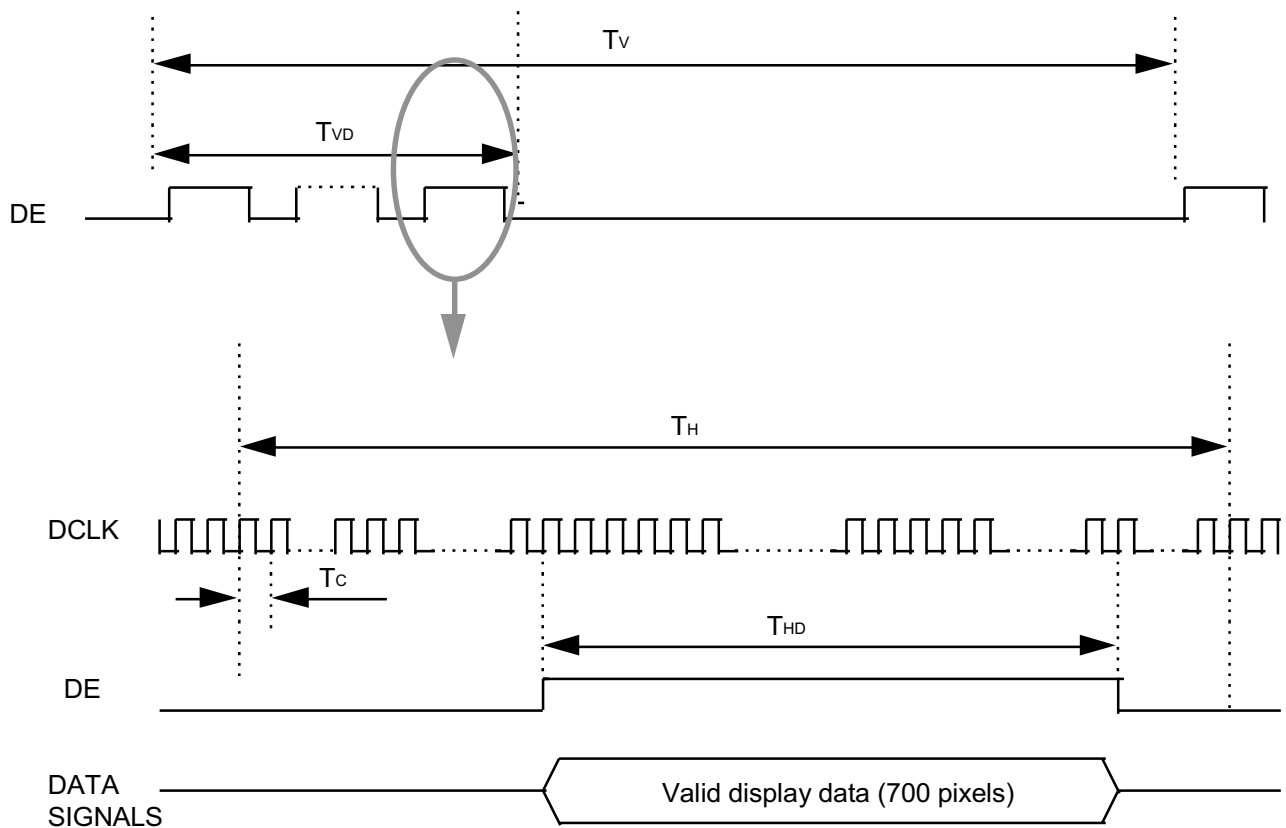 TV
TVD
DE
TH
DCLK
TC
THD
DE
DATA
SIGNALS
Valid display data (700 pixels)